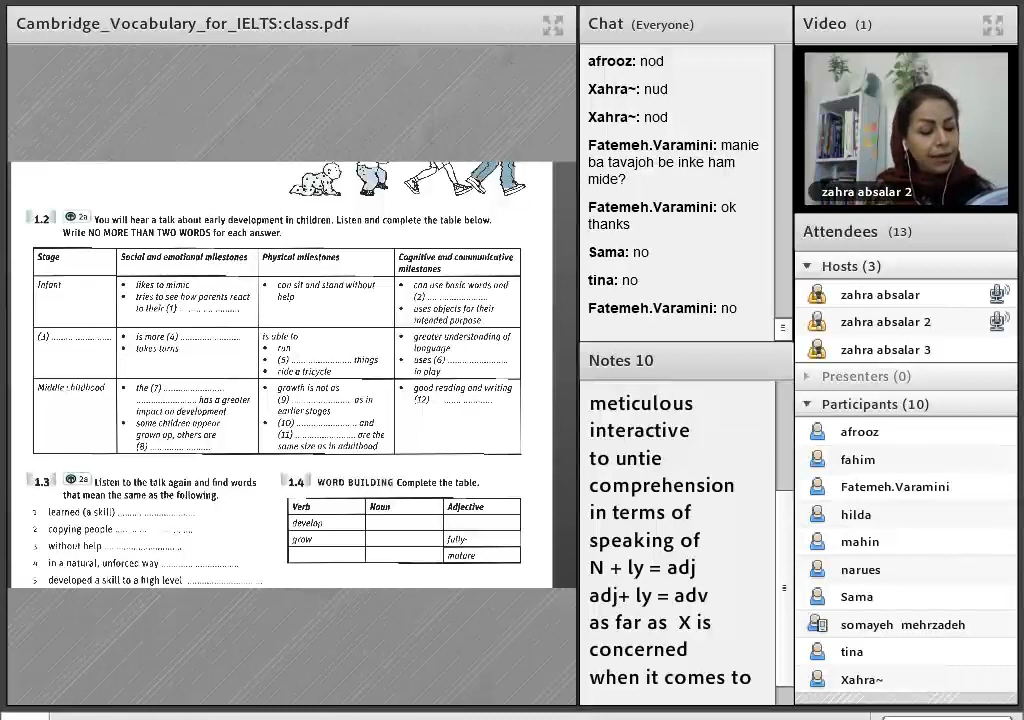 Cambridge_Vocabulary_for_IELTS:class.pdf
1.2 2a You will hear a talk about early development in children. Listen and complete the table below.
Write NO MORE THAN TWO WORDS for each answer.
Stage
Social and emotional milestones
Physical milestones
Cognitive and communicative
milestones
Infant
likes to mimic
tries to see how parents react
to their (1) ......................
can sit and stand without
help
can use basic words and
(2) ......................
uses objects for their
intended purpose
(3) ......................
is more (4) ......................
takes turns
is able to
run
(5) ...................... things
ride a tricycle
greater understanding of
language
uses (6) ......................
in play
Middle childhood
the (7) ......................
...................... has a greater
impact on development
some children appear
grown up, others are
(8) ......................
growth is not as
(9) ...................... as in
earlier stages
(10) ...................... and
(11) ...................... are the
same size as in adulthood
good reading and writing
(12) ......................
1.3 2a Listen to the talk again and find words
that mean the same as the following.
1 learned (a skill) ......................
2 copying people ......................
3 without help ......................
4 in a natural, unforced way ......................
5 developed a skill to a high level ......................
1.4 WORD BUILDING Complete the table.
Verb Noun Adjective
develop
grow fully-
mature
Chat (Everyone)
afrooz: nod
Xahra~: nud
Xahra~: nod
Fatemeh.Varamini: manie
ba tavajoh be inke ham
mide?
Fatemeh.Varamini: ok
thanks
Sama: no
tina: no
Fatemeh.Varamini: no
Notes 10
meticulous
interactive
to untie
comprehension
in terms of
speaking of
N + ly = adj
adj+ ly = adv
as far as X is
concerned
when it comes to
Video (1)
zahra absalar 2
Attendees (13)
Hosts (3)
zahra absalar
zahra absalar 2
zahra absalar 3
Presenters (0)
Participants (10)
afrooz
fahim
Fatemeh.Varamini
hilda
mahin
narues
Sama
somayeh mehrzadeh
tina
Xahra~